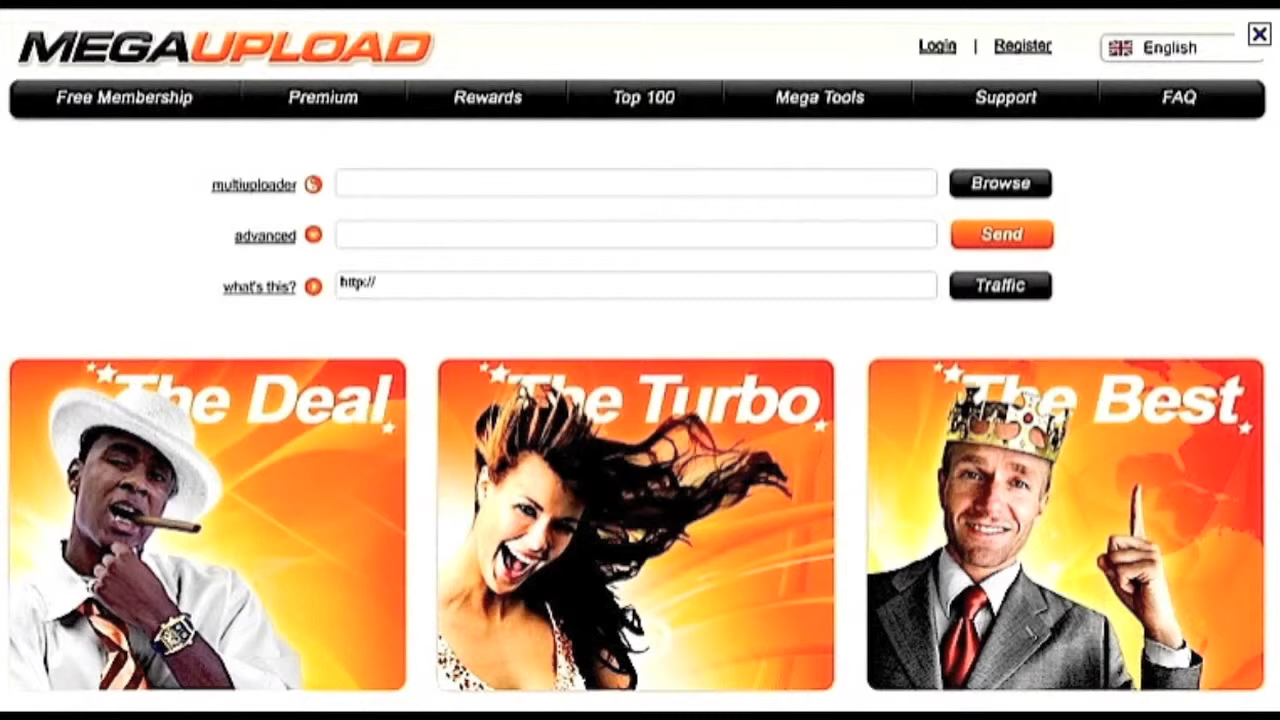 MEGAUPLOAD
Login | Register
English
Free Membership Premium Rewards Top 100 Mega Tools Support FAQ
multiuploader Browse
advanced Send
what's this? http:// Traffic
The Deal
The Turbo
The Best